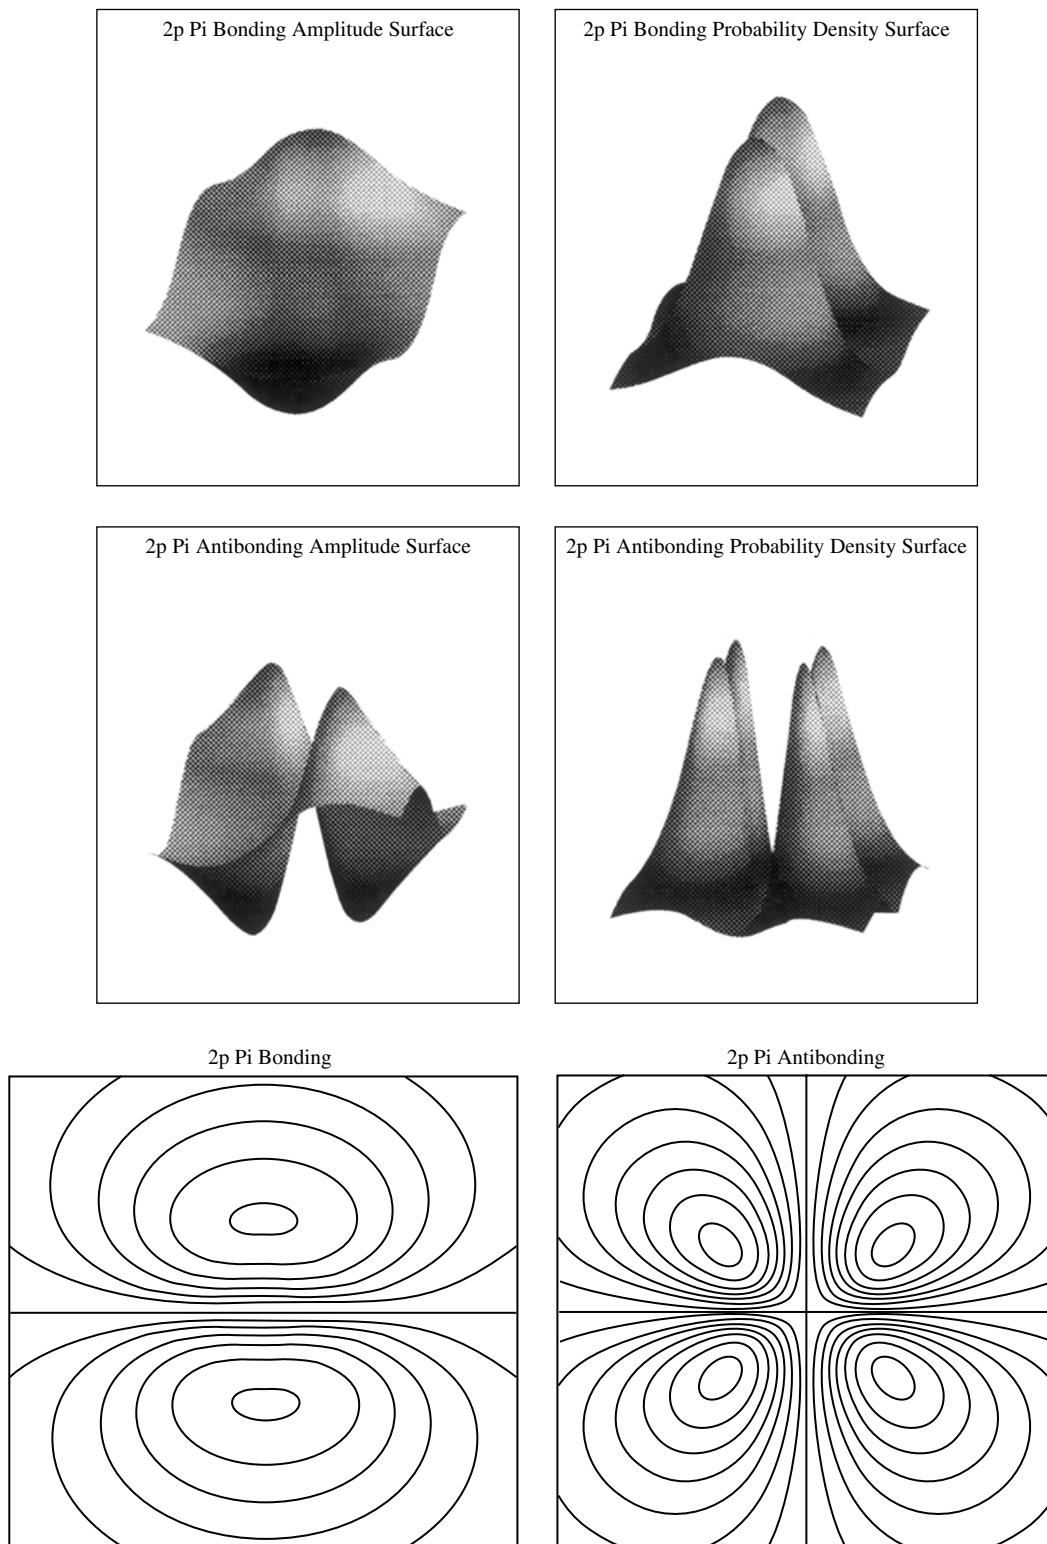 2p Pi Bonding Amplitude Surface
2p Pi Bonding Probability Density Surface
2p Pi Antibonding Amplitude Surface
2p Pi Antibonding Probability Density Surface
2p Pi Bonding
2p Pi Antibonding